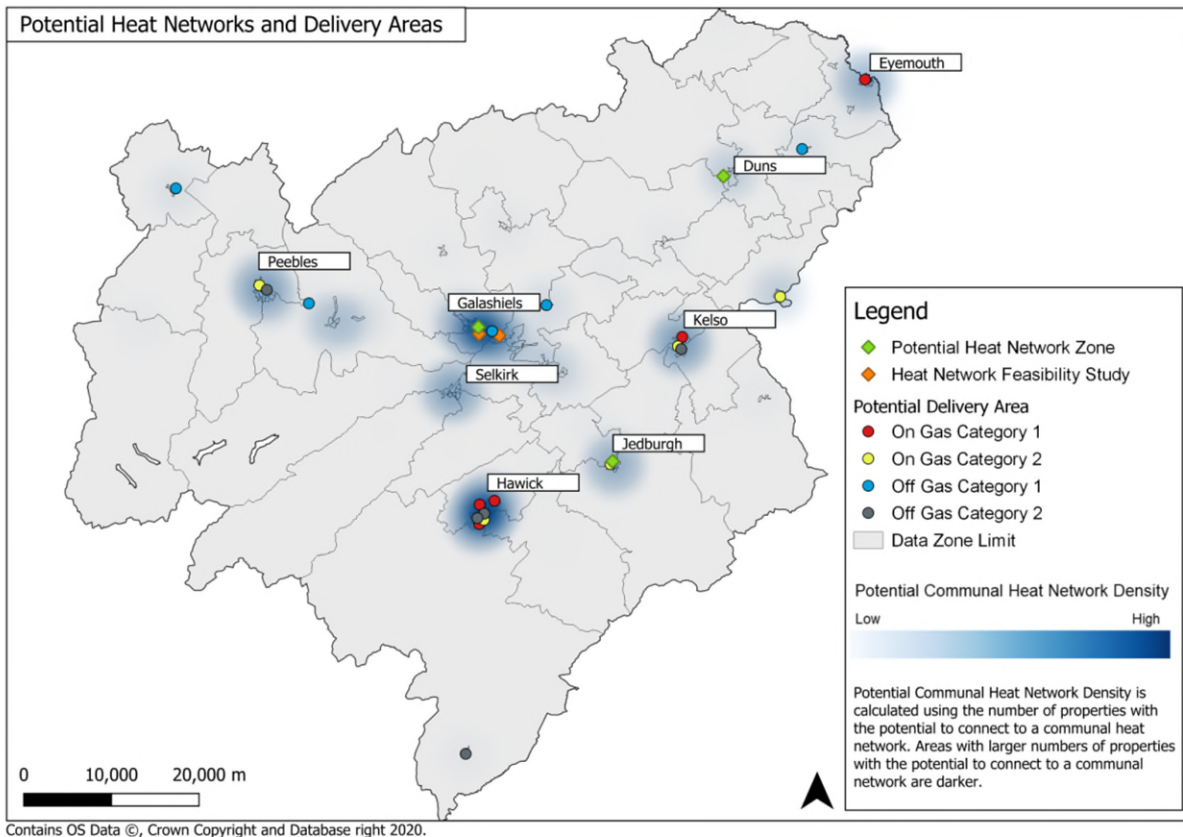 Potential Heat Networks and Delivery Areas
Eyemouth
Duns
Peebles
Galashiels
Kelso
Selkirk
Jedburgh
Hawick
Legend
Potential Heat Network Zone
Heat Network Feasibility Study
Potential Delivery Area
On Gas Category 1
On Gas Category 2
Off Gas Category 1
Off Gas Category 2
Data Zone Limit
Potential Communal Heat Network Density
Low High
Potential Communal Heat Network Density is
calculated using the number of properties with
the potential to connect to a communal heat
network. Areas with larger numbers of properties
with the potential to connect to a communal
network are darker.
0 10,000 20,000 m
Contains OS Data ©, Crown Copyright and Database right 2020.